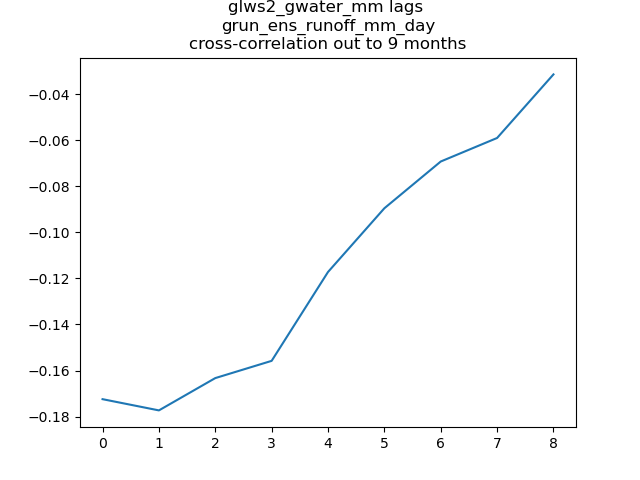 glws2_gwater_mm lags
grun_ens_runoff_mm_day
cross-correlation out to 9 months
−0.04
−0.06
−0.08
−0.10
−0.12
−0.14
−0.16
−0.18
0 1 2 3 4 5 6 7 8